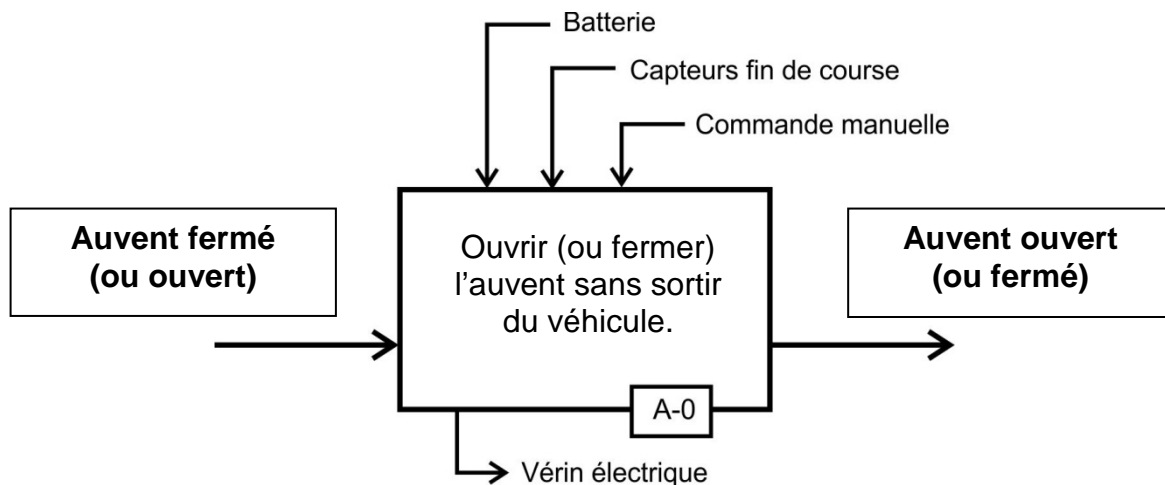 Batterie
Capteurs fin de course
Commande manuelle
Auvent fermé
(ou ouvert)
Ouvrir (ou fermer)
l’auvent sans sortir
du véhicule.
Auvent ouvert
(ou fermé)
A-0
Vérin électrique